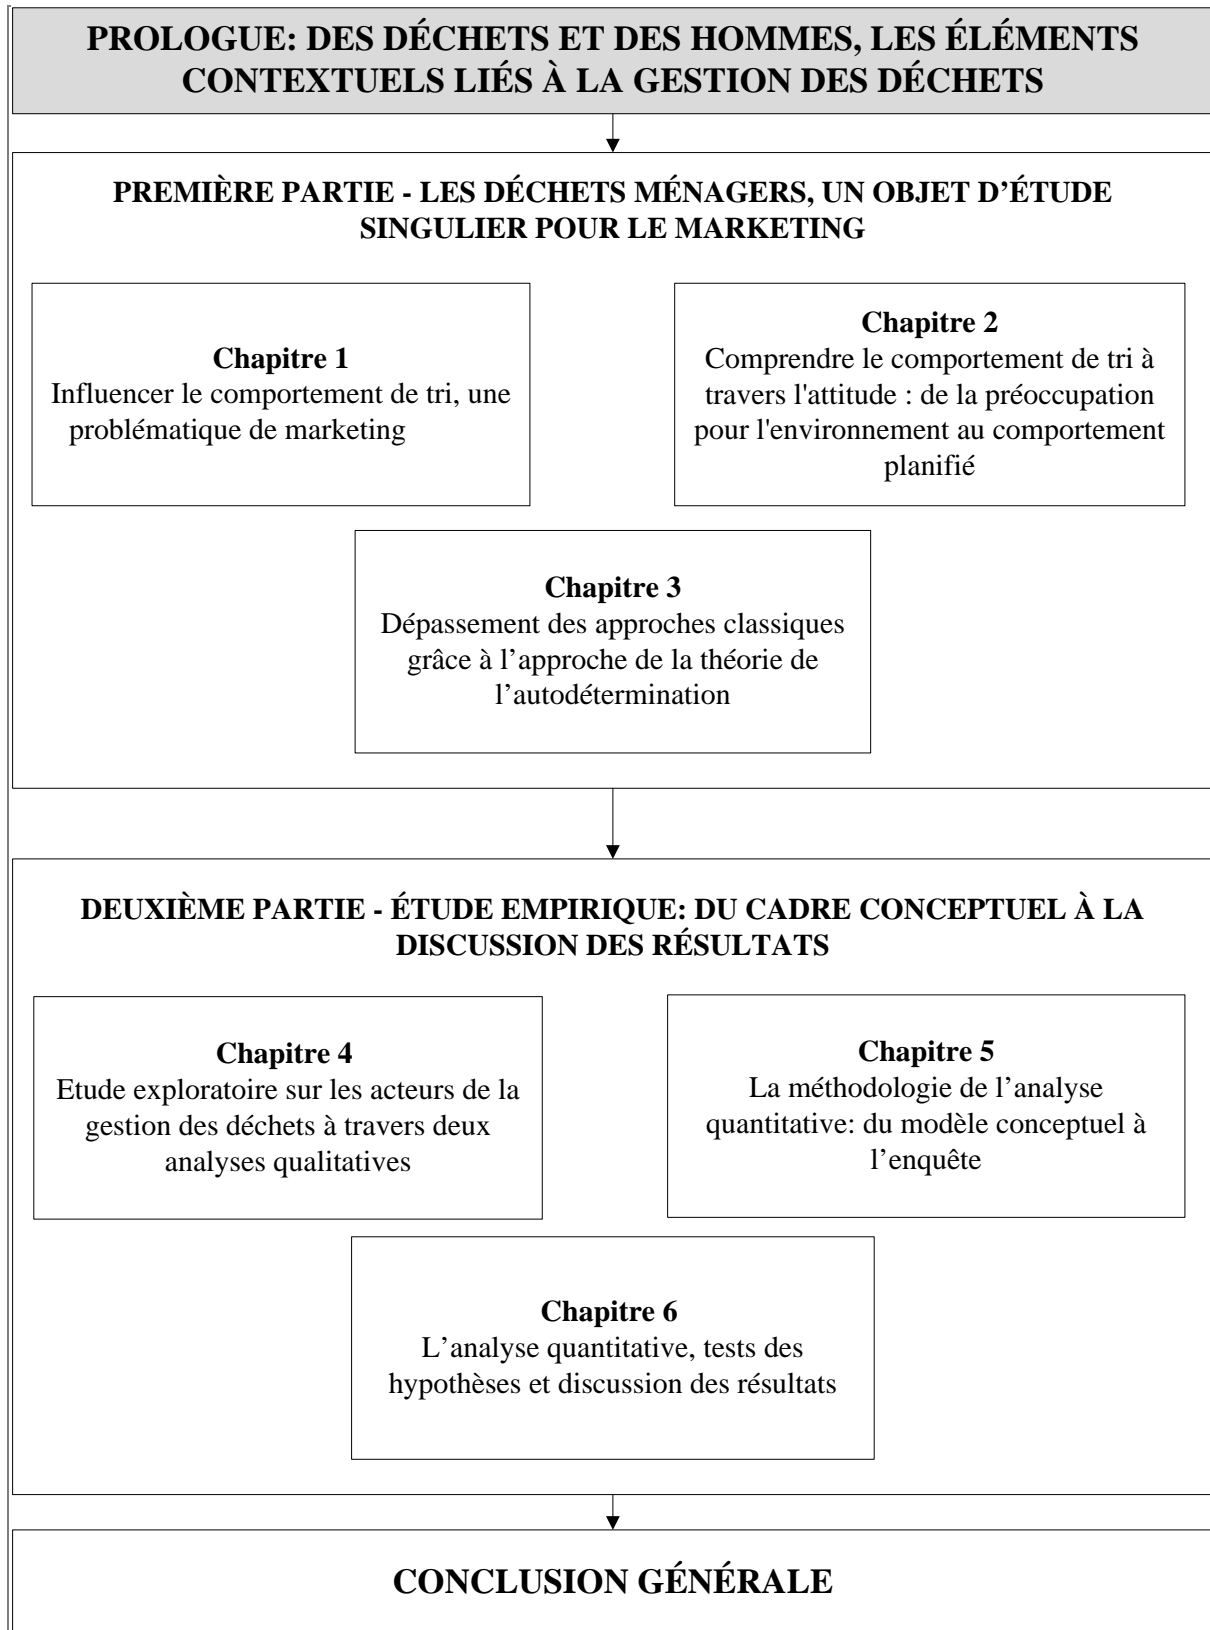 PROLOGUE: DES DÉCHETS ET DES HOMMES, LES ÉLÉMENTS
CONTEXTUELS LIÉS À LA GESTION DES DÉCHETS
PREMIÈRE PARTIE - LES DÉCHETS MÉNAGERS, UN OBJET D’ÉTUDE
SINGULIER POUR LE MARKETING
Chapitre 1
Influencer le comportement de tri, une
problématique de marketing
Chapitre 2
Comprendre le comportement de tri à
travers l'attitude : de la préoccupation
pour l'environnement au comportement
planifié
Chapitre 3
Dépassement des approches classiques
grâce à l’approche de la théorie de
l’autodétermination
DEUXIÈME PARTIE - ÉTUDE EMPIRIQUE: DU CADRE CONCEPTUEL À LA
DISCUSSION DES RÉSULTATS
Chapitre 4
Etude exploratoire sur les acteurs de la
gestion des déchets à travers deux
analyses qualitatives
Chapitre 5
La méthodologie de l’analyse
quantitative: du modèle conceptuel à
l’enquête
Chapitre 6
L’analyse quantitative, tests des
hypothèses et discussion des résultats
CONCLUSION GÉNÉRALE